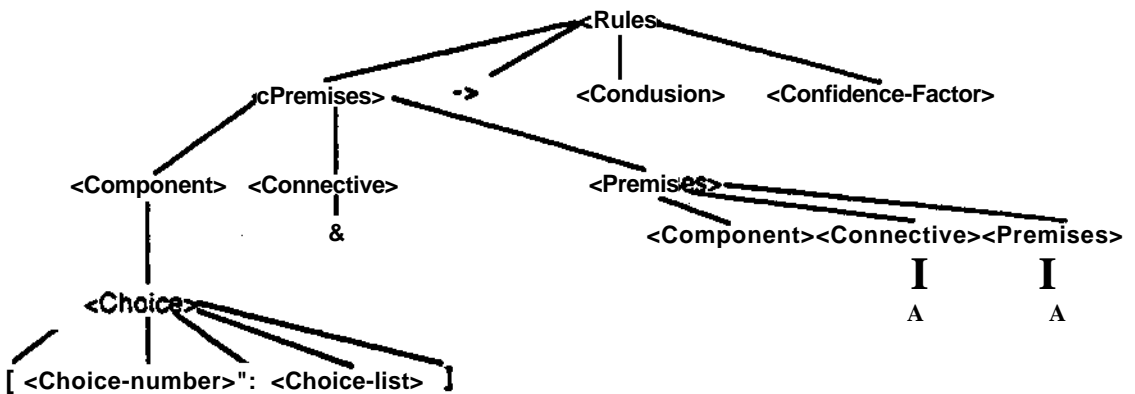 <Rules
<cPremises> -> <Condusion> <Confidence-Factor>
<Component> <Connective> <Premises>
&
<Component><Connective><Premises>
I I
<Choice>
A A
[ <Choice-number>": <Choice-list> ]